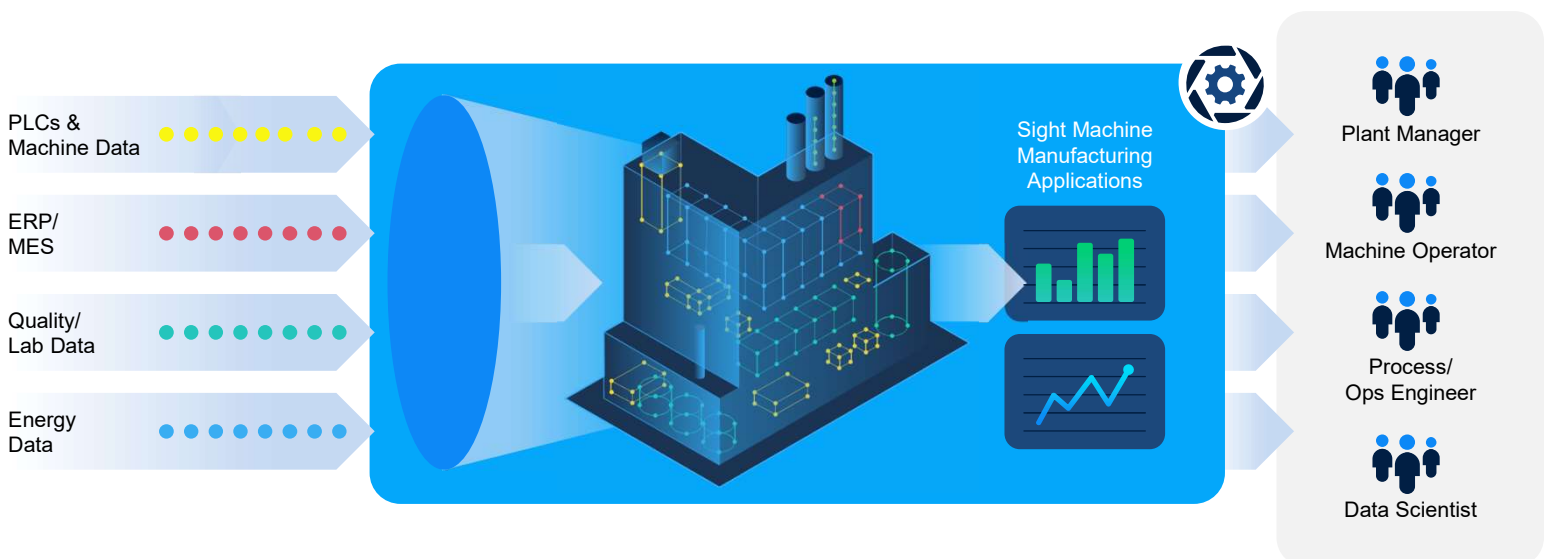 PLCs &
Machine Data
ERP/
MES
Quality/
Lab Data
Energy
Data
Sight Machine
Manufacturing
Applications
Plant Manager
Machine Operator
Process/
Ops Engineer
Data Scientist